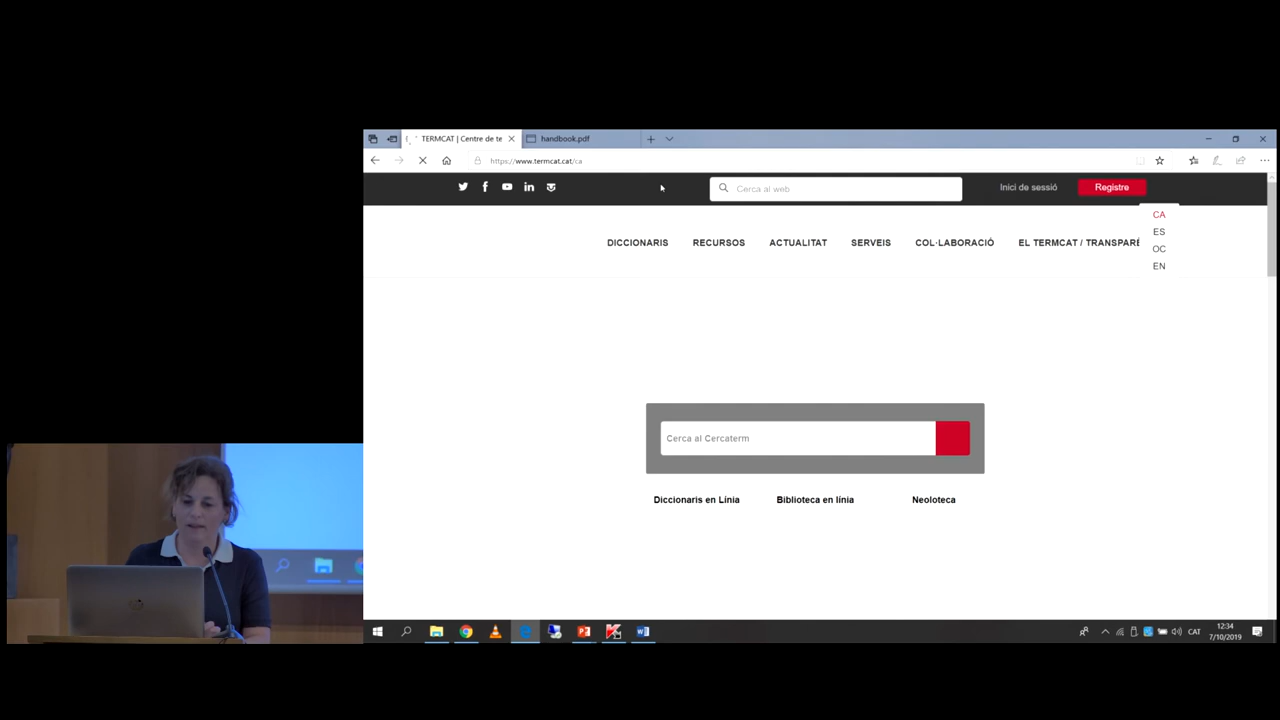 TERMCAT | Centre de te
handbook.pdf
https://www.termcat.cat/ca
Cerca al web
Inici de sessió
Registre
CA
ES
OC
EN
DICCIONARIS RECURSOS ACTUALITAT SERVEIS COL·LABORACIÓ EL TERMCAT / TRANSPARÈ
Cerca al Cercaterm
Diccionaris en Línia Biblioteca en línia Neoloteca
CAT
12:34
7/10/2019